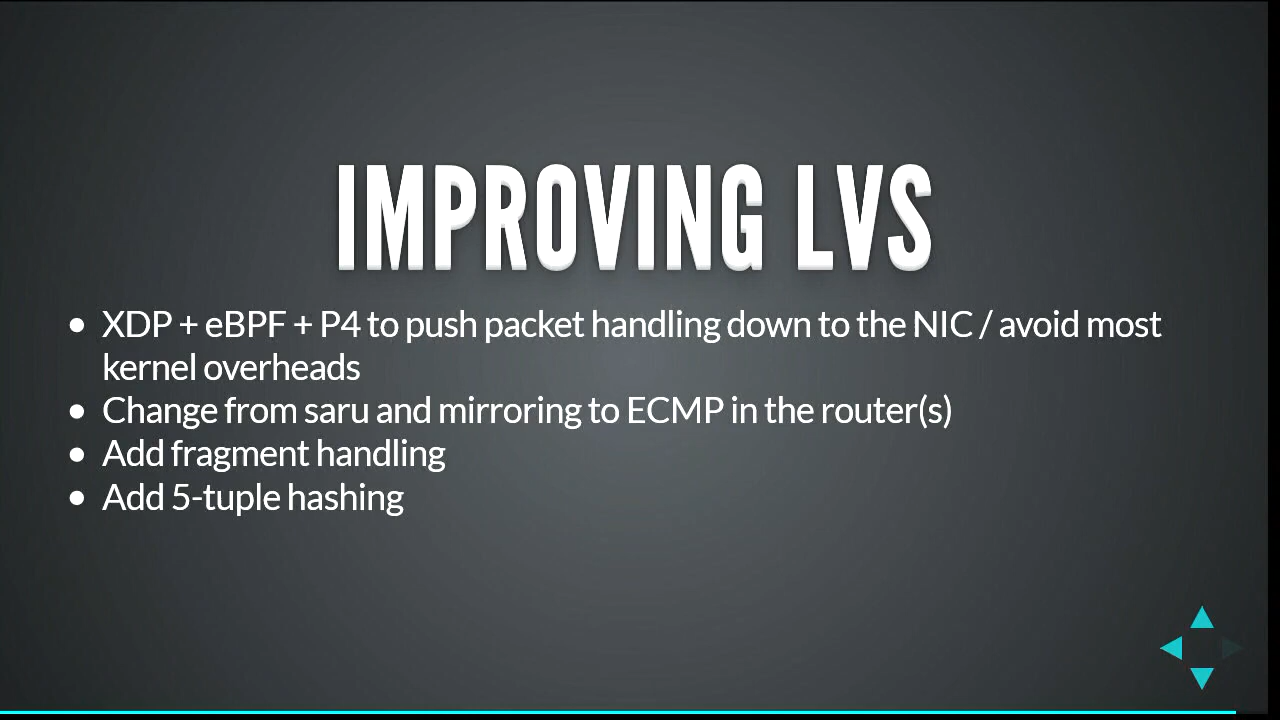 IMPROVING LVS
XDP + eBPF + P4 to push packet handling down to the NIC / avoid most
kernel overheads
Change from saru and mirroring to ECMP in the router(s)
Add fragment handling
Add 5-tuple hashing